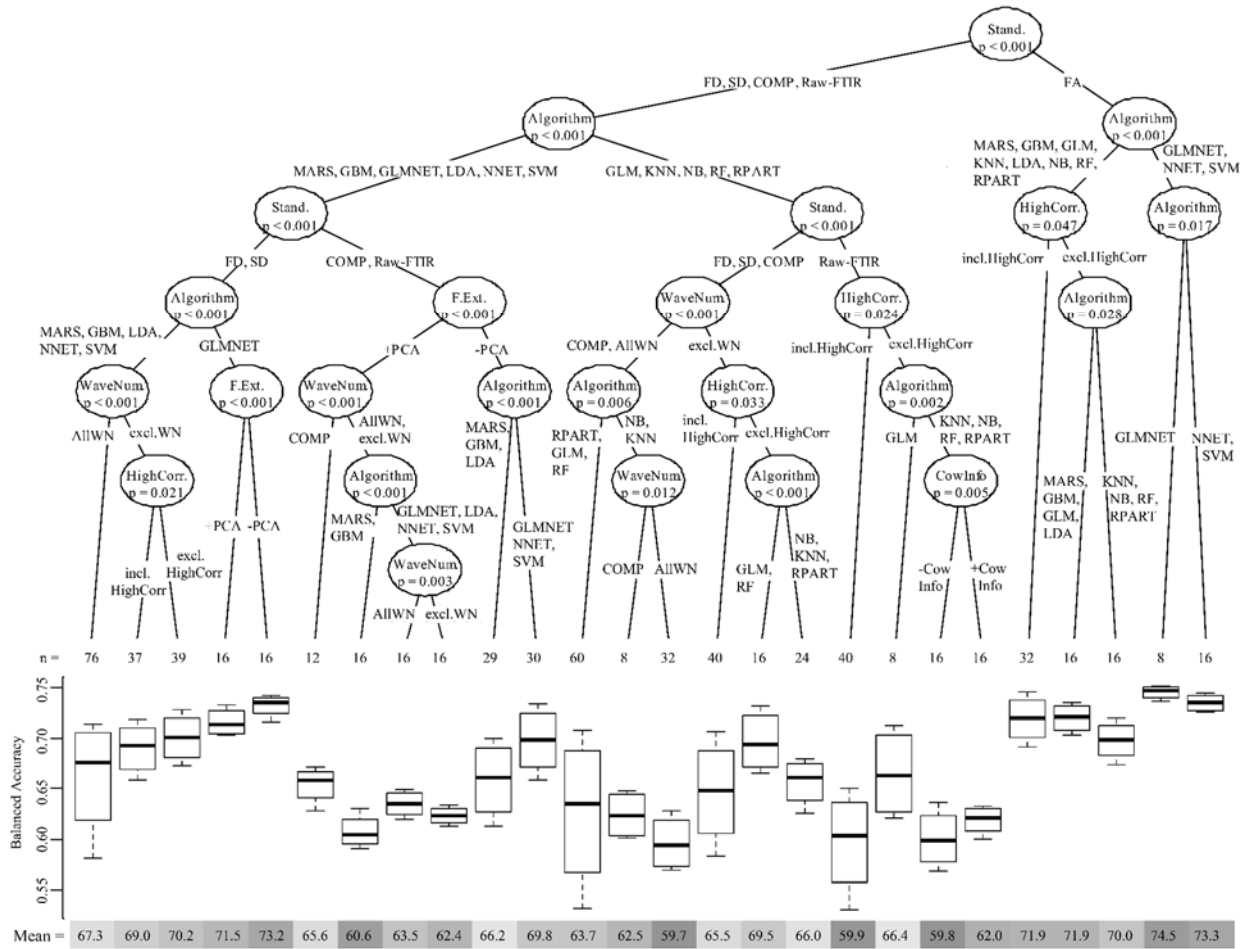 Stand.
p < 0.001
FD, SD, COMP, Raw-FTIR
FA
Algorithm
p < 0.001
Algorithm
p < 0.001
MARS, GBM, GLMNET, LDA, NNET, SVM
GLM, KNN, NB, RF, RPART
MARS, GBM, GLM,
KNN, LDA, NB, RF,
RPART
GLMNET,
NNET, SVM
Stand.
p < 0.001
Stand.
p < 0.001
HighCorr.
p = 0.047
Algorithm
p = 0.017
FD, SD
COMP, Raw-FTIR
FD, SD, COMP
Raw-FTIR
incl.HighCorr
excl.HighCorr
Algorithm
p < 0.001
F.Ext.
p < 0.001
WaveNum.
p < 0.001
HighCorr.
p = 0.024
Algorithm
p = 0.028
MARS, GBM, LDA,
NNET, SVM
GLMNET
+PCA
-PCA
COMP, AllWN
excl.WN
incl.HighCorr
excl.HighCorr
WaveNum.
p < 0.001
F.Ext.
p < 0.001
WaveNum.
p < 0.001
Algorithm
p < 0.001
Algorithm
p = 0.006
HighCorr.
p = 0.033
Algorithm
p = 0.002
AllWN
excl.WN
COMP
AllWN,
excl.WN
MARS,
GBM,
LDA
RPART,
GLM,
RF
NB,
KNN
incl.
HighCorr
excl.HighCorr
GLM
KNN, NB,
RF, RPART
GLMNET
NNET,
SVM
HighCorr.
p = 0.021
Algorithm
p < 0.001
WaveNum.
p = 0.012
Algorithm
p < 0.001
CowInfo
p = 0.005
MARS,
GBM,
GLM,
LDA
KNN,
NB, RF,
RPART
+PCA
-PCA
MARS,
GBM
GLMNET, LDA,
NNET, SVM
GLMNET
NNET,
SVM
incl.
HighCorr
excl.
HighCorr
WaveNum.
p = 0.003
COMP
AllWN
GLM,
RF
NB,
KNN,
RPART
-Cow
Info
+Cow
Info
AllWN
excl.WN
n = 76 37 39 16 16 12 16 16 16 29 30 60 8 32 40 16 24 40 8 16 16 32 16 16 8 16
Balanced Accuracy
0.75
0.70
0.65
0.60
0.55
Mean = 67.3 69.0 70.2 71.5 73.2 65.6 60.6 63.5 62.4 66.2 69.8 63.7 62.5 59.7 65.5 69.5 66.0 59.9 66.4 59.8 62.0 71.9 71.9 70.0 74.5 73.3